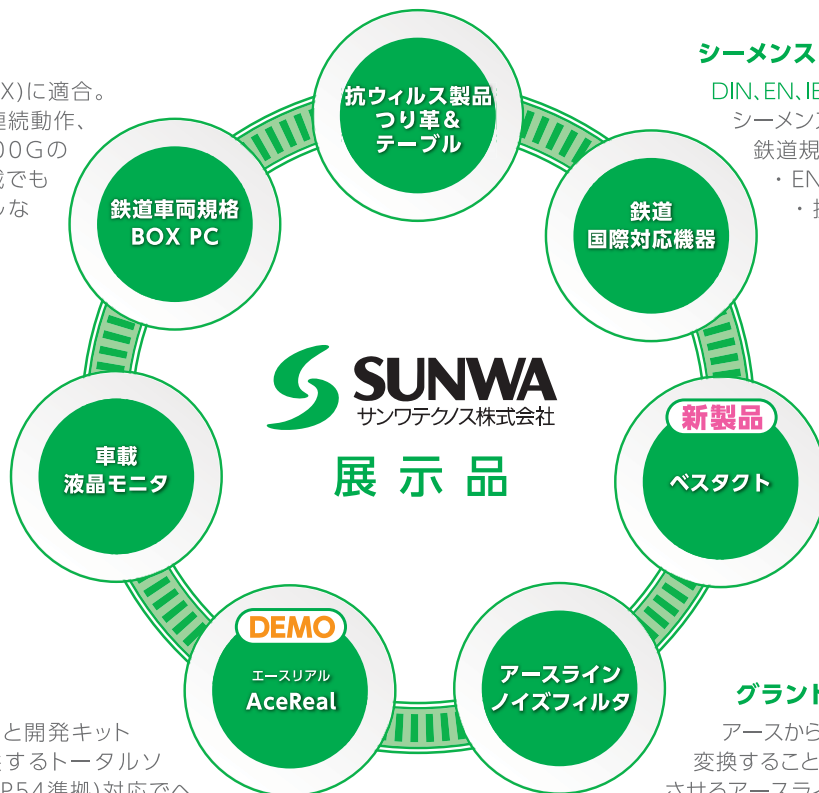 抗ウィルス製品
つり革&
テーブル
鉄道車両規格
BOX PC
鉄道
国際対応機器
SUNWA
サンワテクノス株式会社
展示品
車載
液晶モニタ
新製品
ベスタクト
DEMO
エースリアル
AceReal
アースライン
ノイズフィルタ
X)に適合。
連続動作、
00Gの
でも
な
シーメンス
DIN、EN、IE
シーメンス
鉄道規
・EN
・
と開発キット
するトータルソ
P54準拠)対応でヘ
グラント
アースから
変換すること
させるアースライ